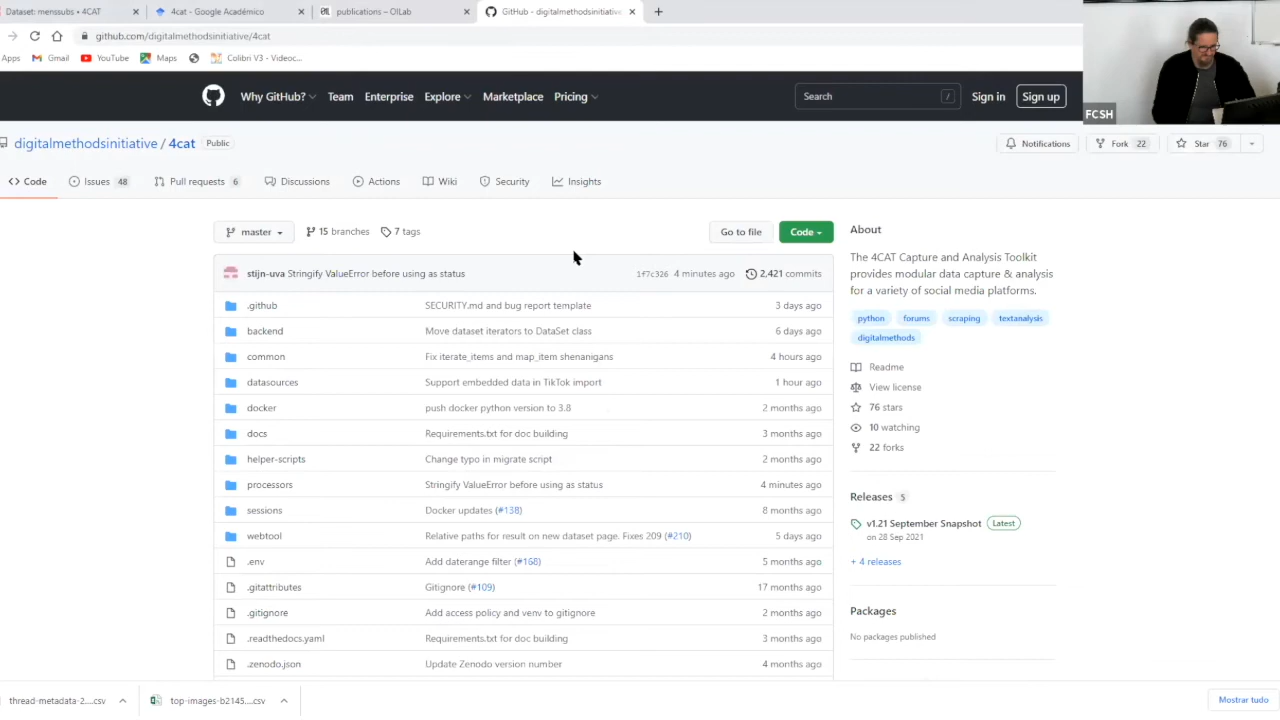 Dataset: menssubs • 4CAT
4cat - Google Académico
publications – OILab
GitHub - digitalmethodsinitiative/
github.com/digitalmethodsinitiative/4cat
Apps Gmail YouTube Maps Colibri V3 - Videoc...
Why GitHub? Team Enterprise Explore Marketplace Pricing Search / Sign in Sign up
FCSH
digitalmethodsinitiative / 4cat Public
Notifications Fork 22 Star 76
Code Issues 48 Pull requests 6 Discussions Actions Wiki Security Insights
master 15 branches 7 tags Go to file Code
stijn-uva Stringify ValueError before using as status 1f7c326 4 minutes ago 2,421 commits
.github SECURITY.md and bug report template 3 days ago
backend Move dataset iterators to DataSet class 6 days ago
common Fix iterate_items and map_item shenanigans 4 hours ago
datasources Support embedded data in TikTok import 1 hour ago
docker push docker python version to 3.8 2 months ago
docs Requirements.txt for doc building 3 months ago
helper-scripts Change typo in migrate script 2 months ago
processors Stringify ValueError before using as status 4 minutes ago
sessions Docker updates (#138) 8 months ago
webtool Relative paths for result on new dataset page. Fixes 209 (#210) 5 days ago
.env Add daterange filter (#168) 5 months ago
.gitattributes Gitignore (#109) 17 months ago
.gitignore Add access policy and venv to gitignore 2 months ago
.readthedocs.yaml Requirements.txt for doc building 3 months ago
.zenodo.json Update Zenodo version number 4 months ago
About
The 4CAT Capture and Analysis Toolkit
provides modular data capture & analysis
for a variety of social media platforms.
python forums scraping textanalysis
digitalmethods
Readme
View license
76 stars
10 watching
22 forks
Releases 5
v1.21 September Snapshot Latest
on 28 Sep 2021
+ 4 releases
Packages
No packages published
thread-metadata-2....csv top-images-b2145....csv Mostrar tudo